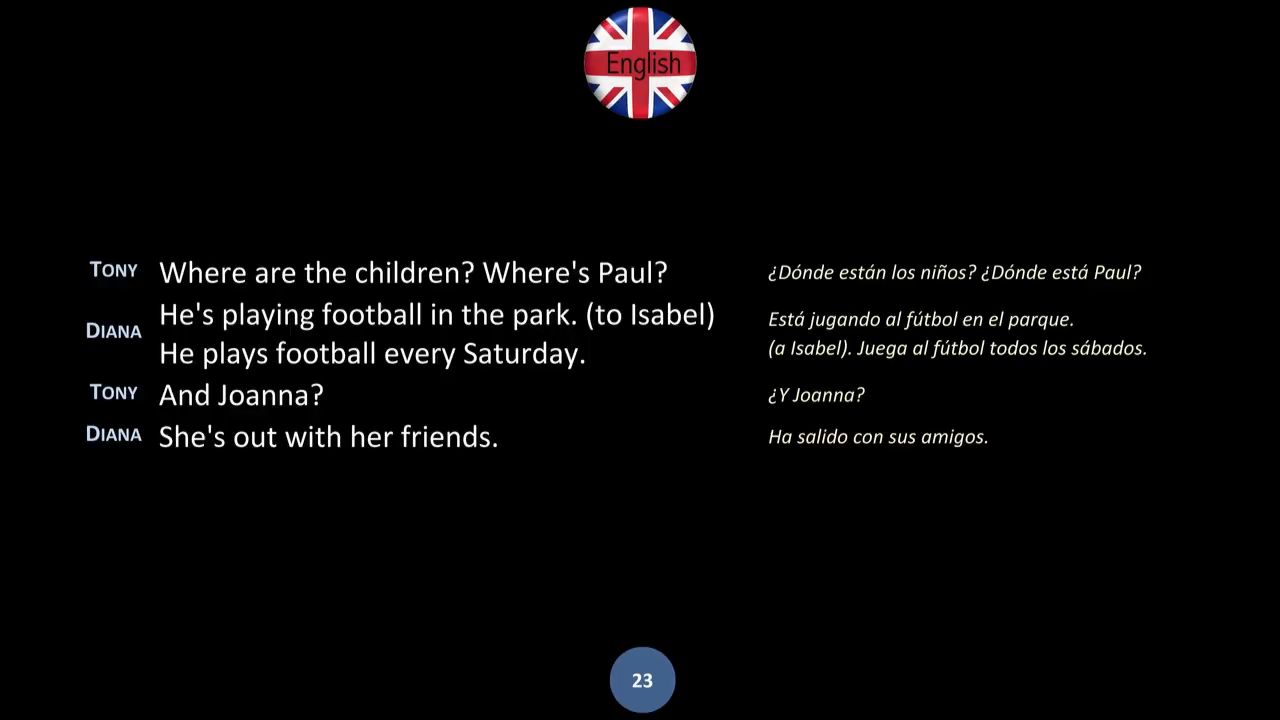 English
TONY Where are the children? Where's Paul? ¿Dónde están los niños? ¿Dónde está Paul?
DIANA He's playing football in the park. (to Isabel) Está jugando al fútbol en el parque.
He plays football every Saturday. (a Isabel). Juega al fútbol todos los sábados.
TONY And Joanna? ¿Y Joanna?
DIANA She's out with her friends. Ha salido con sus amigos.
23